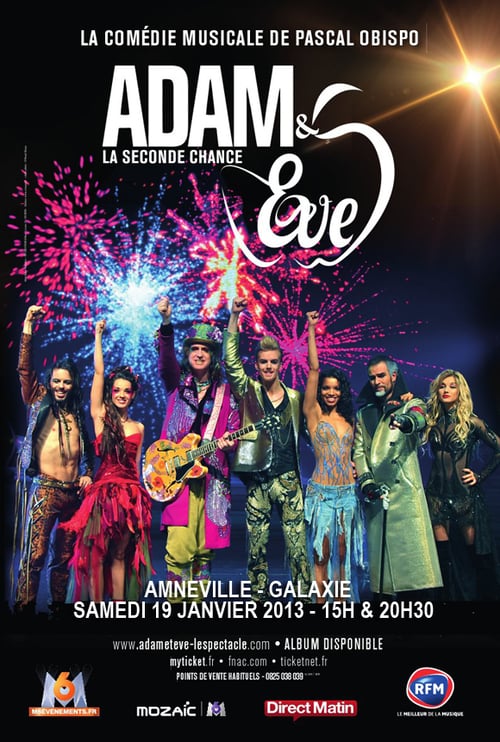 LA COMÉDIE MUSICALE DE PASCAL OBISPO
ADAM &
LA SECONDE CHANCE
Eve
AMNEVILLE - GALAXIE
SAMEDI 19 JANVIER 2013 - 15H & 20H30
www.adameteve-lespectacle.com • ALBUM DISPONIBLE
myticket.fr • fnac.com • ticketnet.fr
POINTS DE VENTE HABITUELS - 0825 038 039
M6
M6EVENEMENTS.FR
MOZAÏC
Direct Matin
RFM
LE MEILLEUR DE LA MUSIQUE